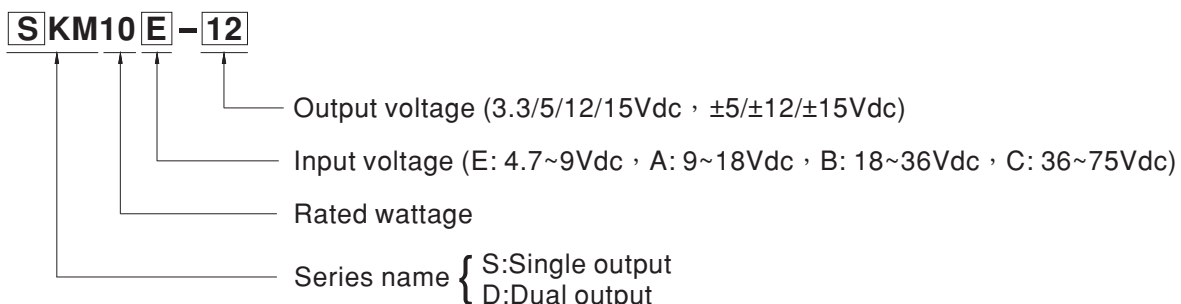 SKM10E-12
Output voltage (3.3/5/12/15Vdc，±5/±12/±15Vdc)
Input voltage (E: 4.7~9Vdc，A: 9~18Vdc，B: 18~36Vdc，C: 36~75Vdc)
Rated wattage
Series name { S:Single output
D:Dual output